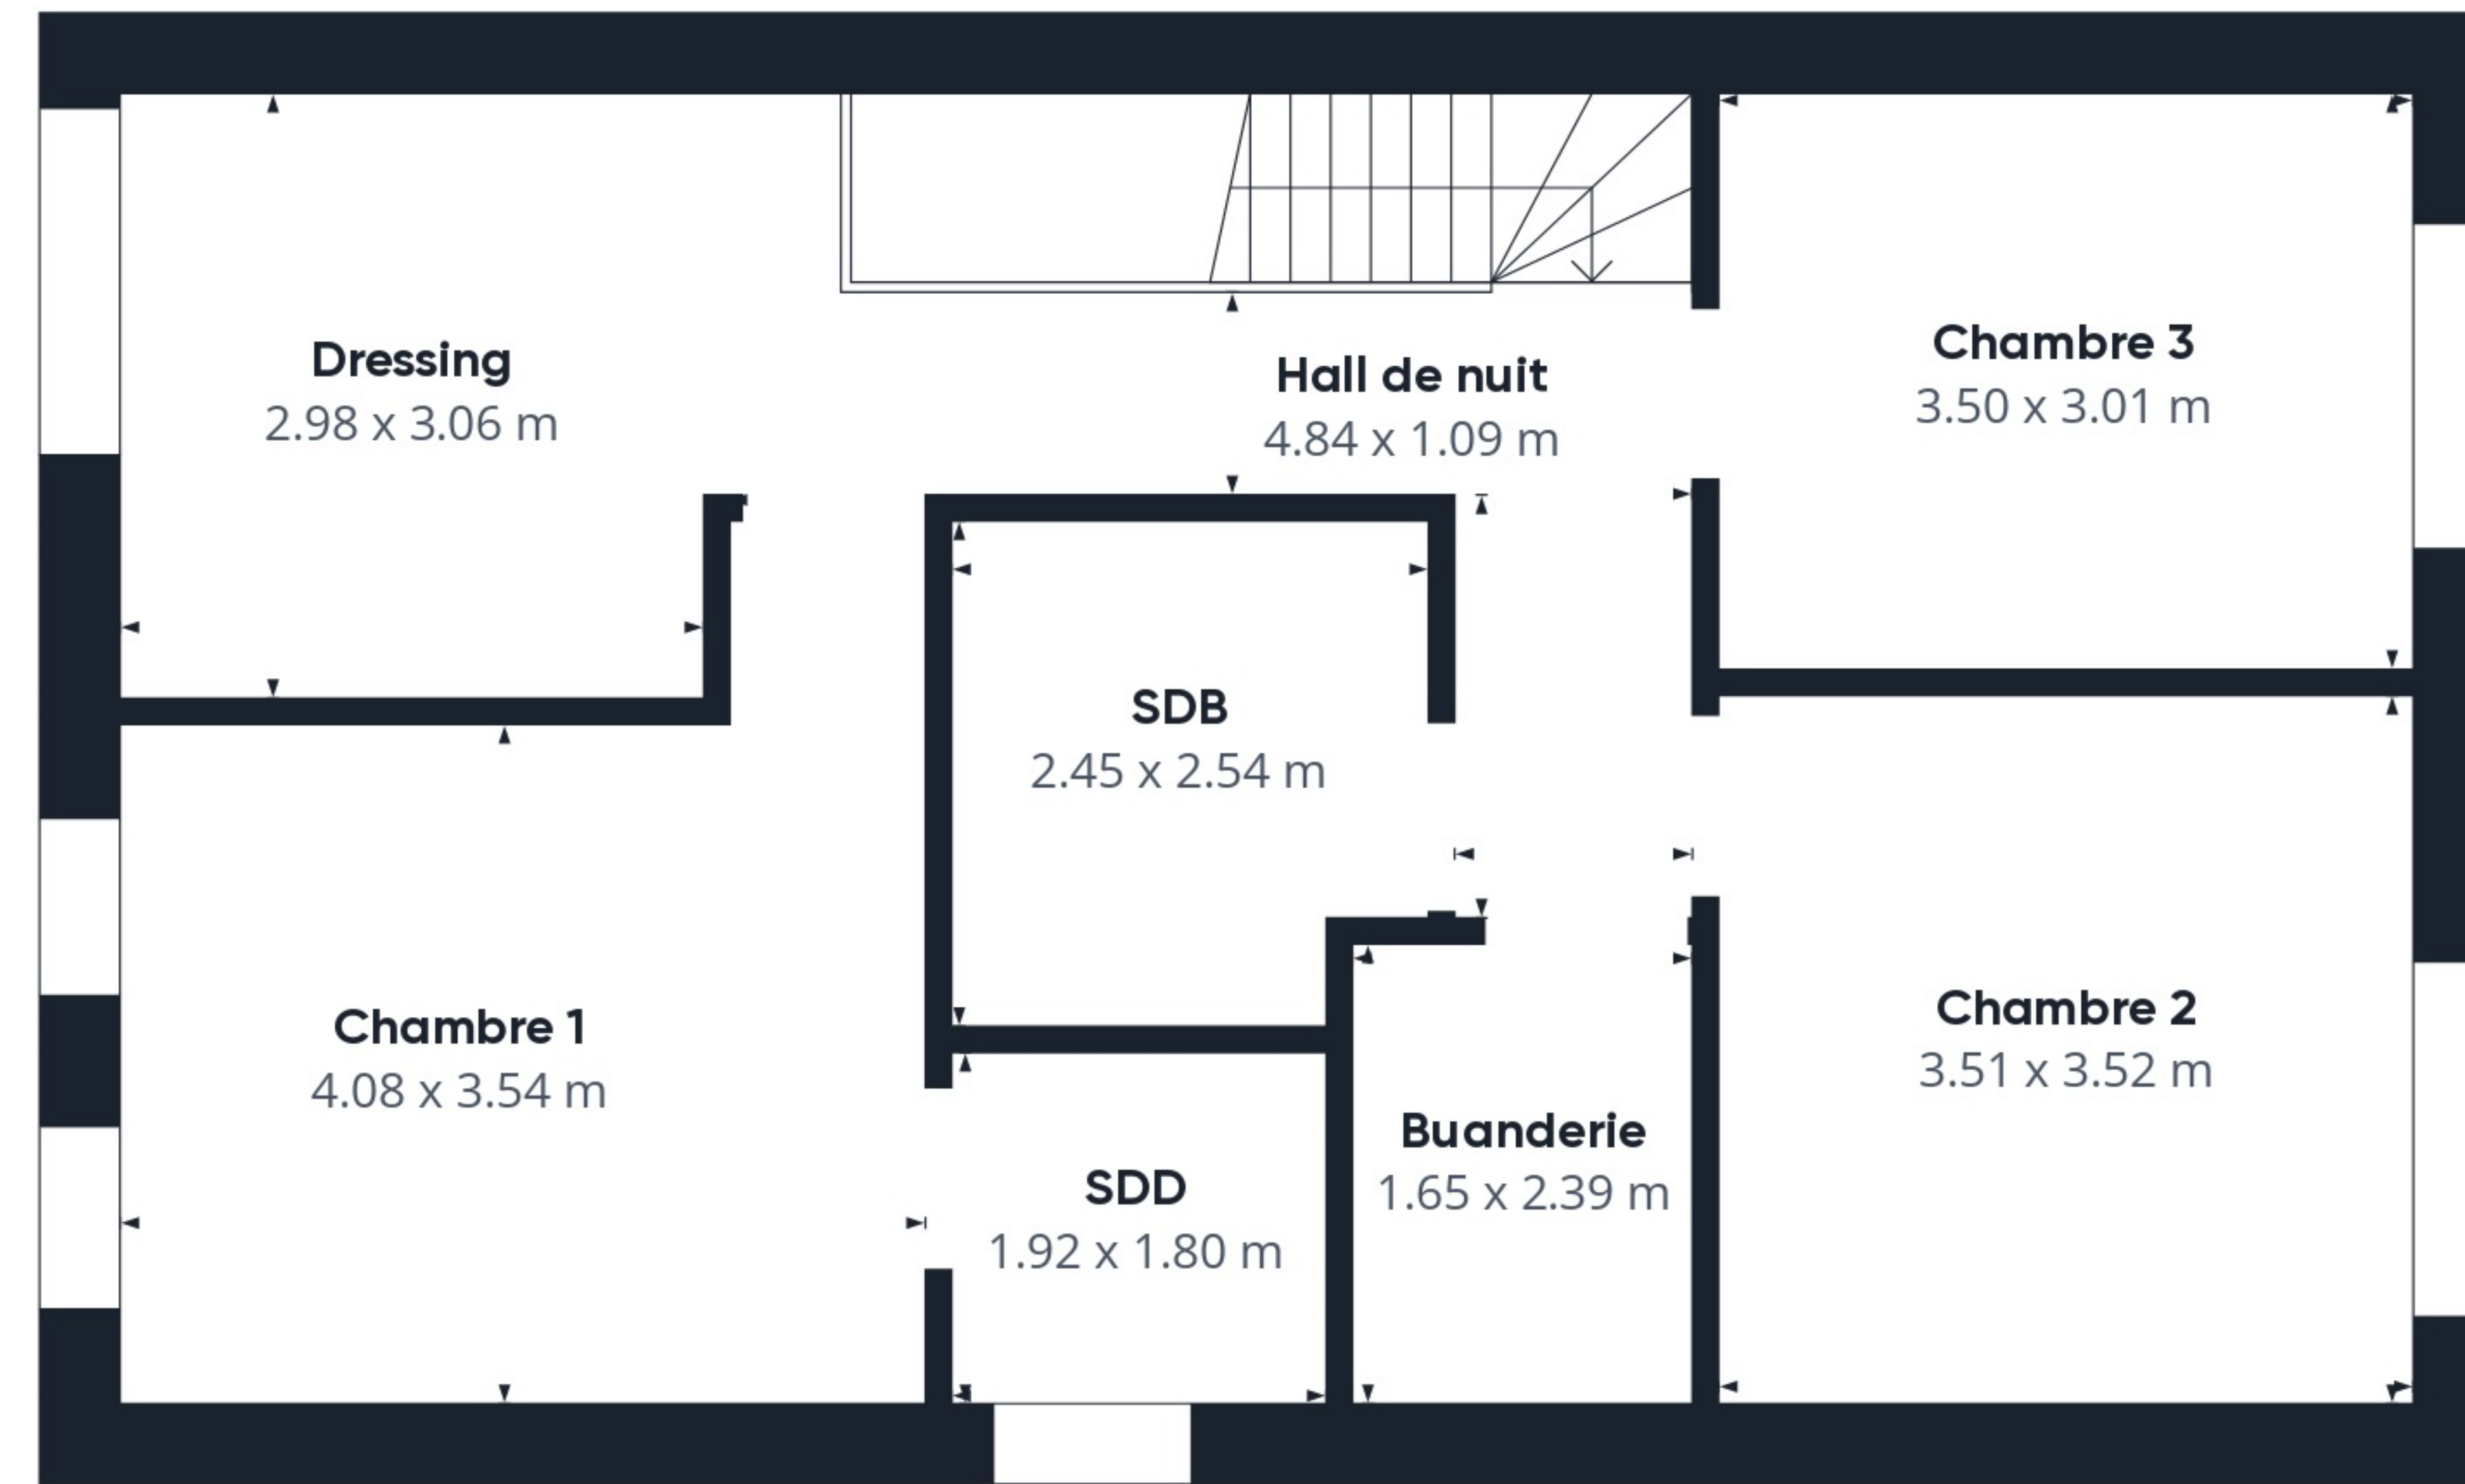 Dressing
2.98 x 3.06 m
Hall de nuit
4.84 x 1.09 m
Chambre 3
3.50 x 3.01 m
SDB
2.45 x 2.54 m
Chambre 1
4.08 x 3.54 m
SDD
1.92 x 1.80 m
Buanderie
1.65 x 2.39 m
Chambre 2
3.51 x 3.52 m